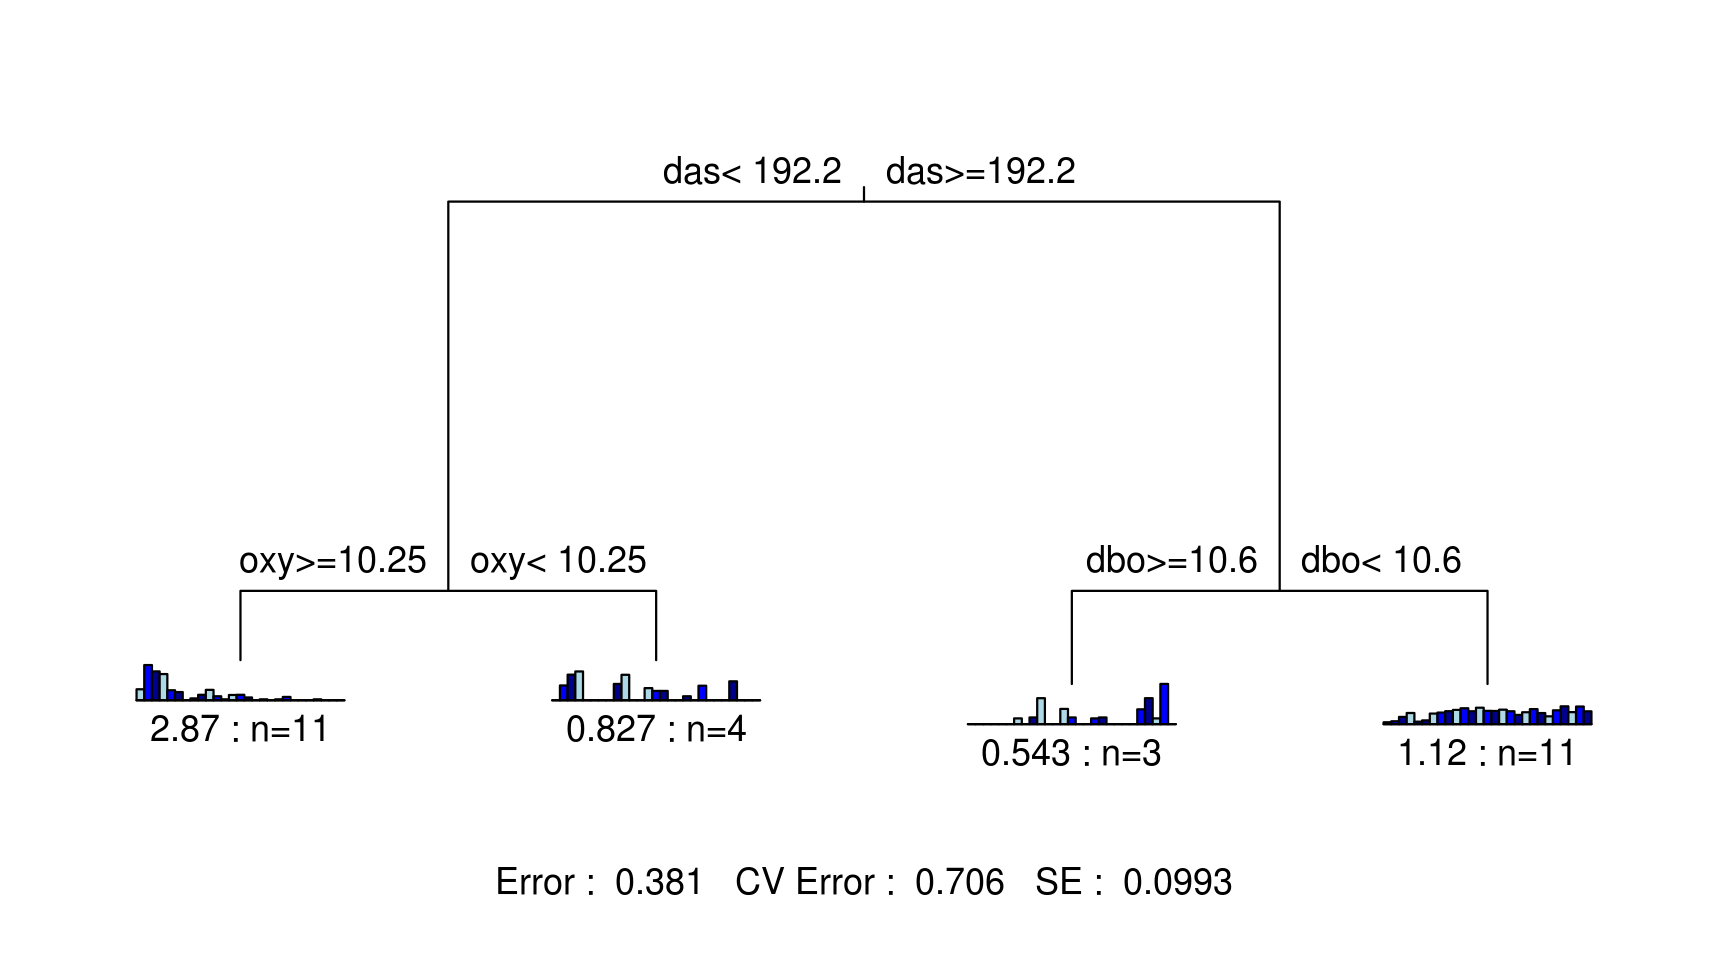 das< 192.2 das>=192.2
oxy>=10.25 oxy< 10.25 dbo>=10.6 dbo< 10.6
2.87 : n=11 0.827 : n=4 0.543 : n=3 1.12 : n=11
Error : 0.381 CV Error : 0.706 SE : 0.0993